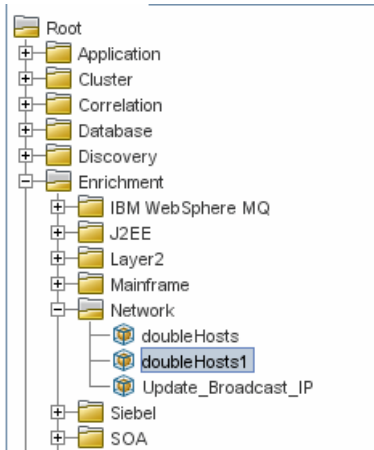 Root
Application
Cluster
Correlation
Database
Discovery
Enrichment
IBM WebSphere MQ
J2EE
Layer2
Mainframe
Network
doubleHosts
doubleHosts1
Update_Broadcast_IP
Siebel
SOA